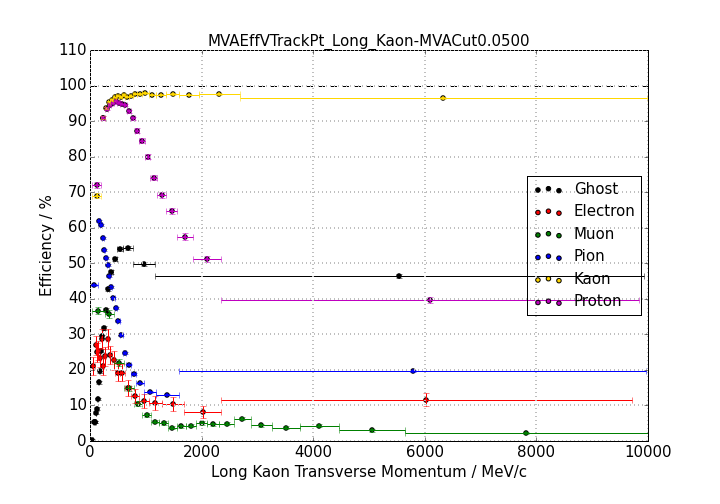 MVAEffVTrackPt_Long_Kaon-MVACut0.0500
110
100
90
80
70
60
50
40
30
20
10
0
Efficiency / %
Ghost
Electron
Muon
Pion
Kaon
Proton
0 2000 4000 6000 8000 10000
Long Kaon Transverse Momentum / MeV/c